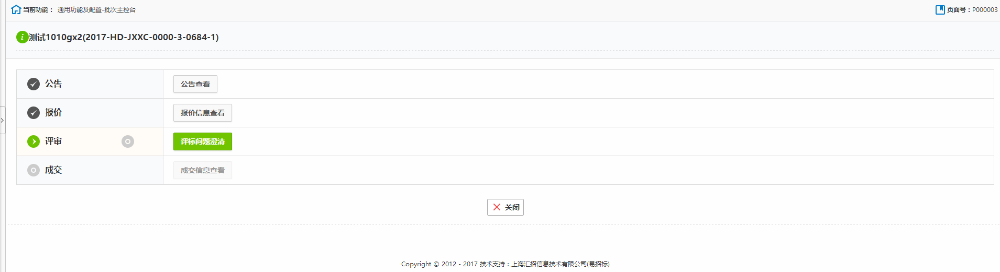 当前功能： 通用功能及配置-批次主控台
页面号：P000003
测试1010gx2(2017-HD-JXXC-0000-3-0684-1)
公告 公告查看
报价 报价信息查看
评审 评标问题澄清
成交 成交信息查看
关闭
Copyright © 2012 - 2017 技术支持：上海汇招信息技术有限公司(易招标)